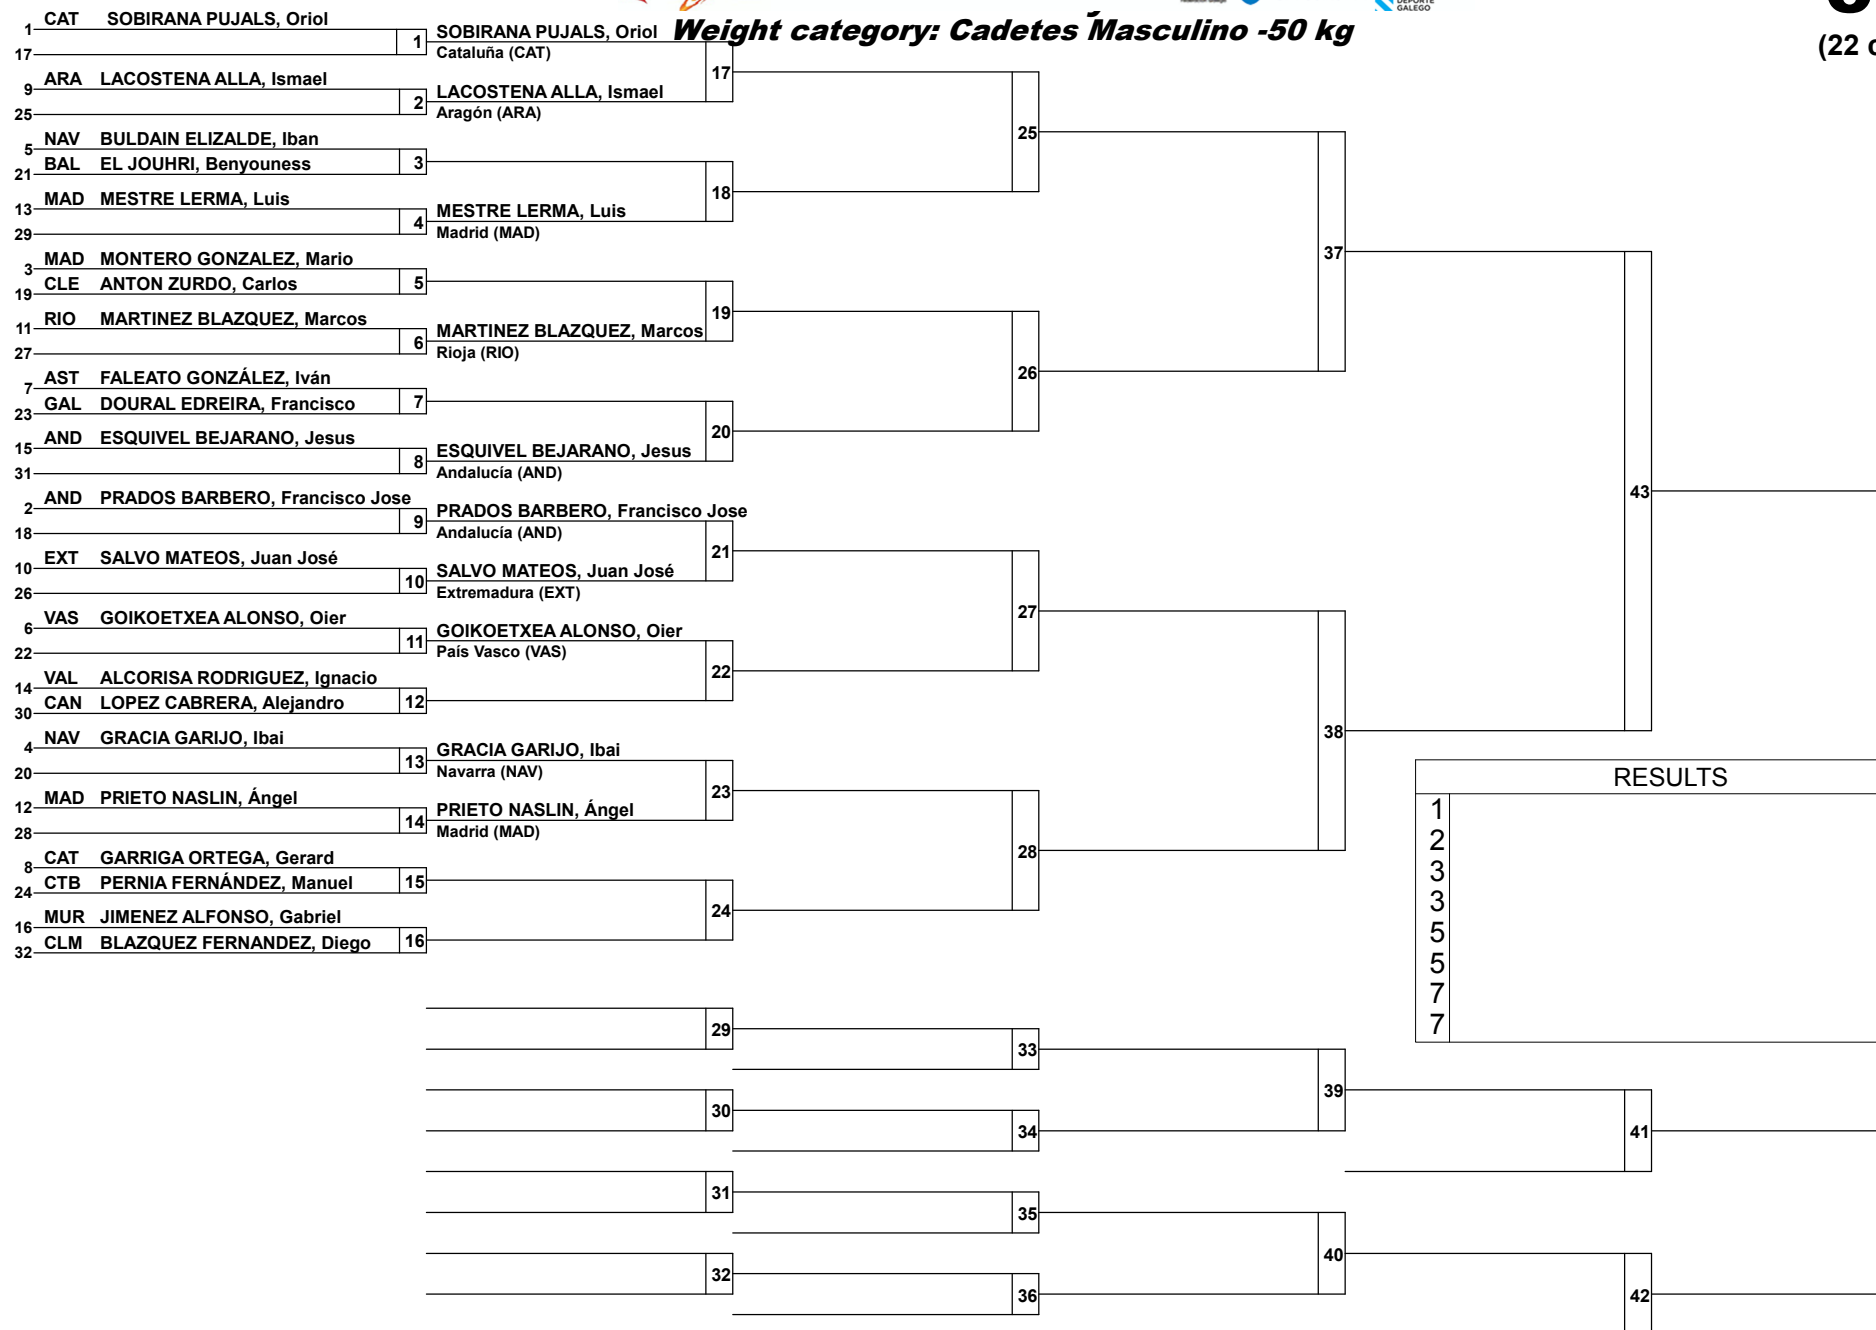 Weight category: Cadetes Masculino -50 kg
DEPORTE
GALEGO
(22
1 CAT SOBIRANA PUJALS, Oriol
17
1
SOBIRANA PUJALS, Oriol
Cataluña (CAT)
17
9 ARA LACOSTENA ALLA, Ismael
25
2
LACOSTENA ALLA, Ismael
Aragón (ARA)
25
5 NAV BULDAIN ELIZALDE, Iban
21 BAL EL JOUHRI, Benyouness
3
18
13 MAD MESTRE LERMA, Luis
29
4
MESTRE LERMA, Luis
Madrid (MAD)
37
3 MAD MONTERO GONZALEZ, Mario
19 CLE ANTON ZURDO, Carlos
5
19
11 RIO MARTINEZ BLAZQUEZ, Marcos
27
6
MARTINEZ BLAZQUEZ, Marcos
Rioja (RIO)
26
7 AST FALEATO GONZÁLEZ, Iván
23 GAL DOURAL EDREIRA, Francisco
7
20
15 AND ESQUIVEL BEJARANO, Jesus
31
8
ESQUIVEL BEJARANO, Jesus
Andalucía (AND)
43
2 AND PRADOS BARBERO, Francisco Jose
18
9
PRADOS BARBERO, Francisco Jose
Andalucía (AND)
21
10 EXT SALVO MATEOS, Juan José
26
10
SALVO MATEOS, Juan José
Extremadura (EXT)
27
6 VAS GOIKOETXEA ALONSO, Oier
22
11
GOIKOETXEA ALONSO, Oier
País Vasco (VAS)
22
14 VAL ALCORISA RODRIGUEZ, Ignacio
30 CAN LOPEZ CABRERA, Alejandro
12
38
4 NAV GRACIA GARIJO, Ibai
20
13
GRACIA GARIJO, Ibai
Navarra (NAV)
23
12 MAD PRIETO NASLIN, Ángel
28
14
PRIETO NASLIN, Ángel
Madrid (MAD)
28
8 CAT GARRIGA ORTEGA, Gerard
24 CTB PERNIA FERNÁNDEZ, Manuel
15
24
16 MUR JIMENEZ ALFONSO, Gabriel
32 CLM BLAZQUEZ FERNANDEZ, Diego
16
RESULTS
1
2
3
3
5
5
7
7
29
33
39
30
34
41
31
35
40
32
36
42